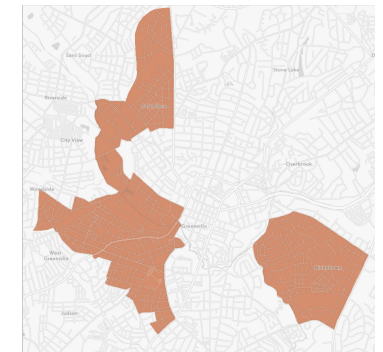 Sans Souci
Stone Lake
Riverside
City View
Overbrook
Woodside
Greenville
West
Greenville
Judson